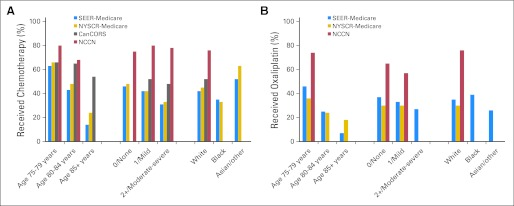 A
SEER-Medicare
NYSCR-Medicare
CanCORS
NCCN
Received Chemotherapy (%)
100
80
60
40
20
0
Age 75-79 years
Age 80-84 years
Age 85+ years
0/None
1/Mild
2+/Moderate-severe
White
Black
Asian/other
B
SEER-Medicare
NYSCR-Medicare
NCCN
Received Oxaliplatin (%)
100
80
60
40
20
0
Age 75-79 years
Age 80-84 years
Age 85+ years
0/None
1/Mild
2+/Moderate-severe
White
Black
Asian/other